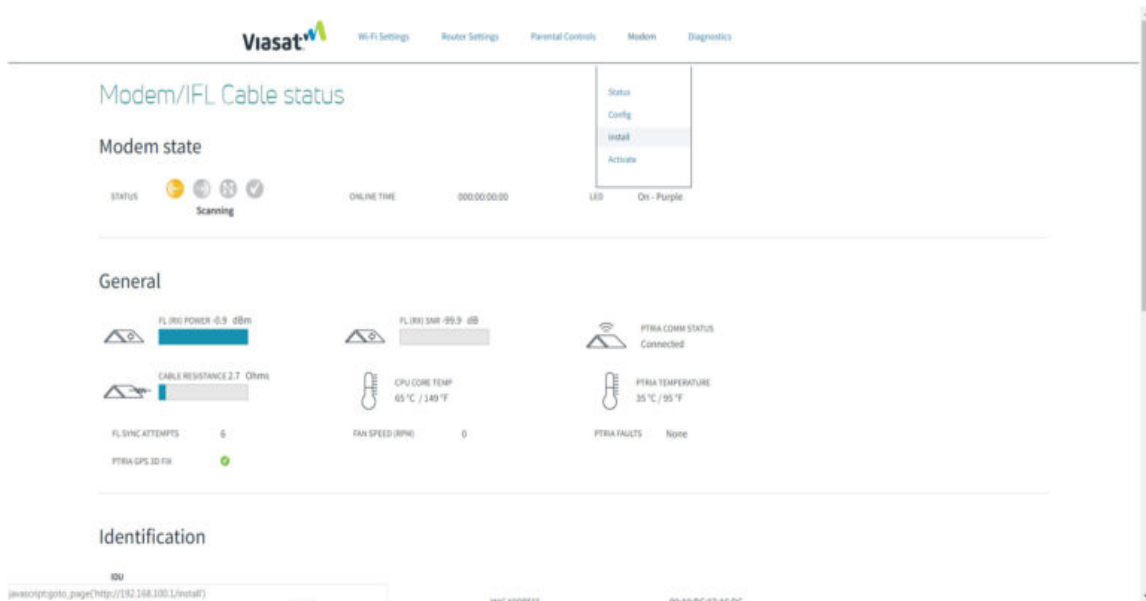 Viasat
Wi-Fi Settings Router Settings Parental Controls Modem Diagnostics
Status
Config
Install
Activate
Modem/IFL Cable status
Modem state
STATUS Scanning ONLINE TIME 000:00:00:00 LED On - Purple
General
FL (RX) POWER -0.9 dBm FL (RX) SNR -99.9 dB PTRIA COMM STATUS
Connected
CABLE RESISTANCE 2.7 Ohms CPU CORE TEMP PTRIA TEMPERATURE
65 °C / 149 °F 35 °C / 95 °F
FL SYNC ATTEMPTS 6 FAN SPEED (RPM) 0 PTRIA FAULTS None
PTRIA GPS 3D FIX
Identification
IDU
javascript:goto_page('http://192.168.100.1/install')
MAC ADDRESS